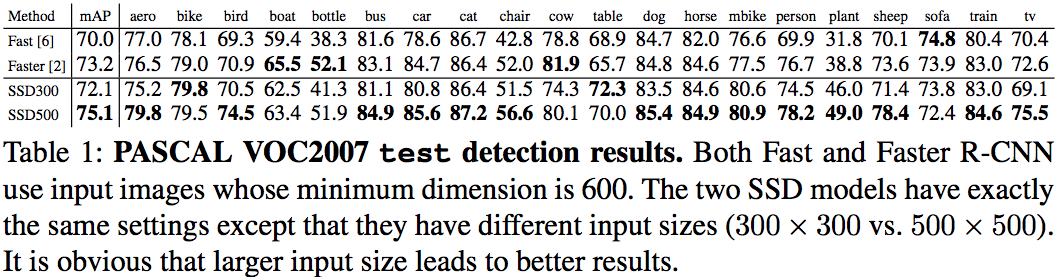 Method mAP aero bike bird boat bottle bus car cat chair cow table dog horse mbike person plant sheep sofa train tv
Fast [6] 70.0 77.0 78.1 69.3 59.4 38.3 81.6 78.6 86.7 42.8 78.8 68.9 84.7 82.0 76.6 69.9 31.8 70.1 74.8 80.4 70.4
Faster [2] 73.2 76.5 79.0 70.9 65.5 52.1 83.1 84.7 86.4 52.0 81.9 65.7 84.8 84.6 77.5 76.7 38.8 73.6 73.9 83.0 72.6
SSD300 72.1 75.2 79.8 70.5 62.5 41.3 81.1 80.8 86.4 51.5 74.3 72.3 83.5 84.6 80.6 74.5 46.0 71.4 73.8 83.0 69.1
SSD500 75.1 79.8 79.5 74.5 63.4 51.9 84.9 85.6 87.2 56.6 80.1 70.0 85.4 84.9 80.9 78.2 49.0 78.4 72.4 84.6 75.5
Table 1: PASCAL VOC2007 test detection results. Both Fast and Faster R-CNN
use input images whose minimum dimension is 600. The two SSD models have exactly
the same settings except that they have different input sizes (300 × 300 vs. 500 × 500).
It is obvious that larger input size leads to better results.